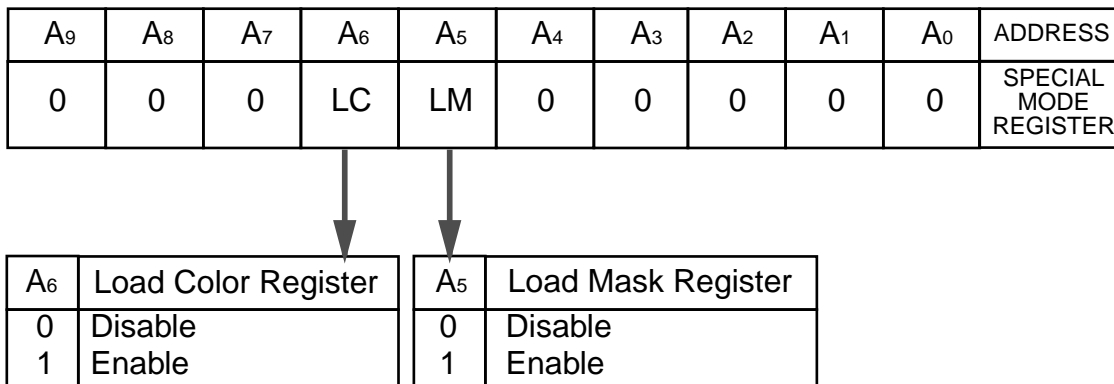 A9 A8 A7 A6 A5 A4 A3 A2 A1 A0 ADDRESS
0 0 0 LC LM 0 0 0 0 0 SPECIAL
MODE
REGISTER
A6 Load Color Register
0 Disable
1 Enable
A5 Load Mask Register
0 Disable
1 Enable